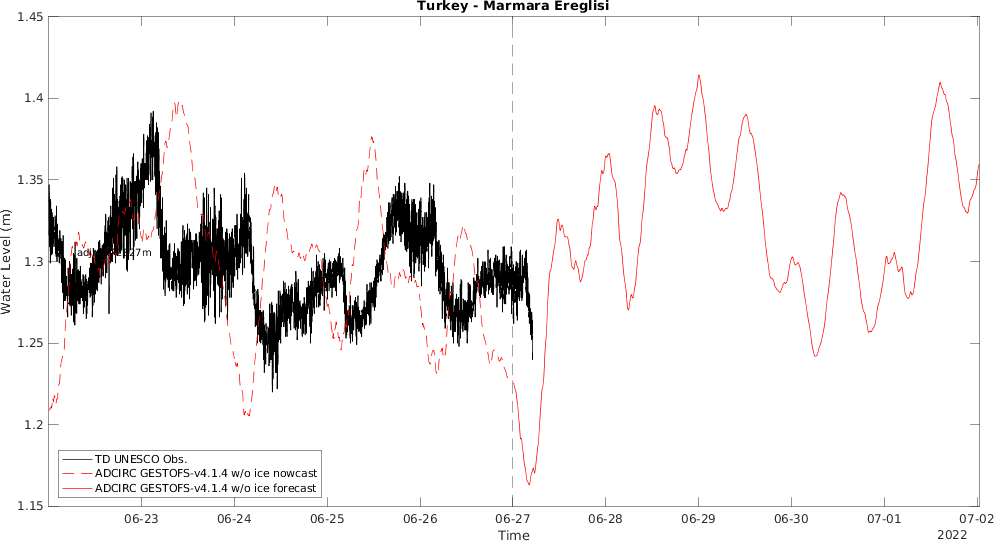 Turkey - Marmara Ereglisi
1.45
1.4
1.35
1.3
1.25
1.2
1.15
Water Level (m)
27m
TD UNESCO Obs.
ADCIRC GESTOFS-v4.1.4 w/o ice nowcast
ADCIRC GESTOFS-v4.1.4 w/o ice forecast
06-23
06-24
06-25
06-26
06-27
06-28
06-29
06-30
07-01
07-02
Time
2022